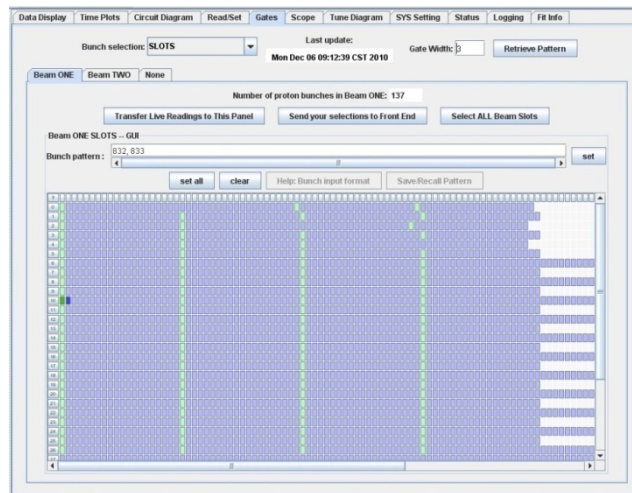 Data Display Time Plots Circuit Diagram Read/Set Gates Scope Tune Diagram SYS Setting Status Logging Fit Info
Bunch selection: SLOTS
Last update:
Mon Dec 06 09:12:39 CST 2010
Gate Width: 3
Retrieve Pattern
Beam ONE Beam TWO None
Number of proton bunches in Beam ONE: 137
Transfer Live Readings to This Panel Send your selections to Front End Select ALL Beam Slots
Beam ONE SLOTS -- GUI
Bunch pattern : 832, 833 set
set all clear Help: Bunch input format Save/Recall Pattern